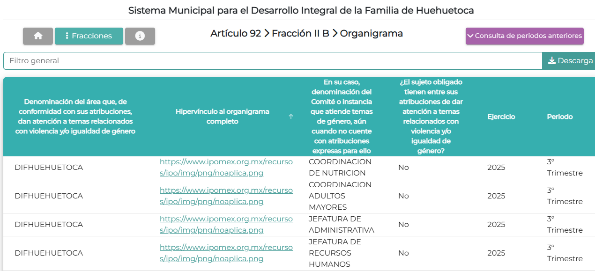 Sistema Municipal para el Desarrollo Integral de la Familia de Huehuetoca
Fracciones
Artículo 92 > Fracción II B > Organigrama
Consulta de periodos anteriores
Filtro general
Descarga
Denominación del área que, de
conformidad con sus atribuciones,
dan atención a temas relacionados
con violencia y/o igualdad de género
Hipervínculo al organigrama
completo
En su caso,
denominación del
Comité o Instancia
que atiende temas
de género, aún
cuando no cuente
con atribuciones
expresas para ello
¿El sujeto obligado
tienen entre sus
atribuciones de dar
atención a temas
relacionados con
violencia y/o
igualdad de
género?
Ejercicio
Periodo
DIFHUEHUETOCA
https://www.ipomex.org.mx/recurso
s/ipo/img/png/noaplica.png
COORDINACION
DE NUTRICION
No
2025
3º
Trimestre
DIFHUEHUETOCA
https://www.ipomex.org.mx/recurso
s/ipo/img/png/noaplica.png
COORDINACION
ADULTOS
MAYORES
No
2025
3º
Trimestre
DIFHUEHUETOCA
https://www.ipomex.org.mx/recurso
s/ipo/img/png/noaplica.png
JEFATURA DE
ADMINISTRATIVA
No
2025
3º
Trimestre
DIFHUEHUETOCA
https://www.ipomex.org.mx/recurso
s/ipo/img/png/noaplica.png
JEFATURA DE
RECURSOS
HUMANOS
No
2025
3º
Trimestre